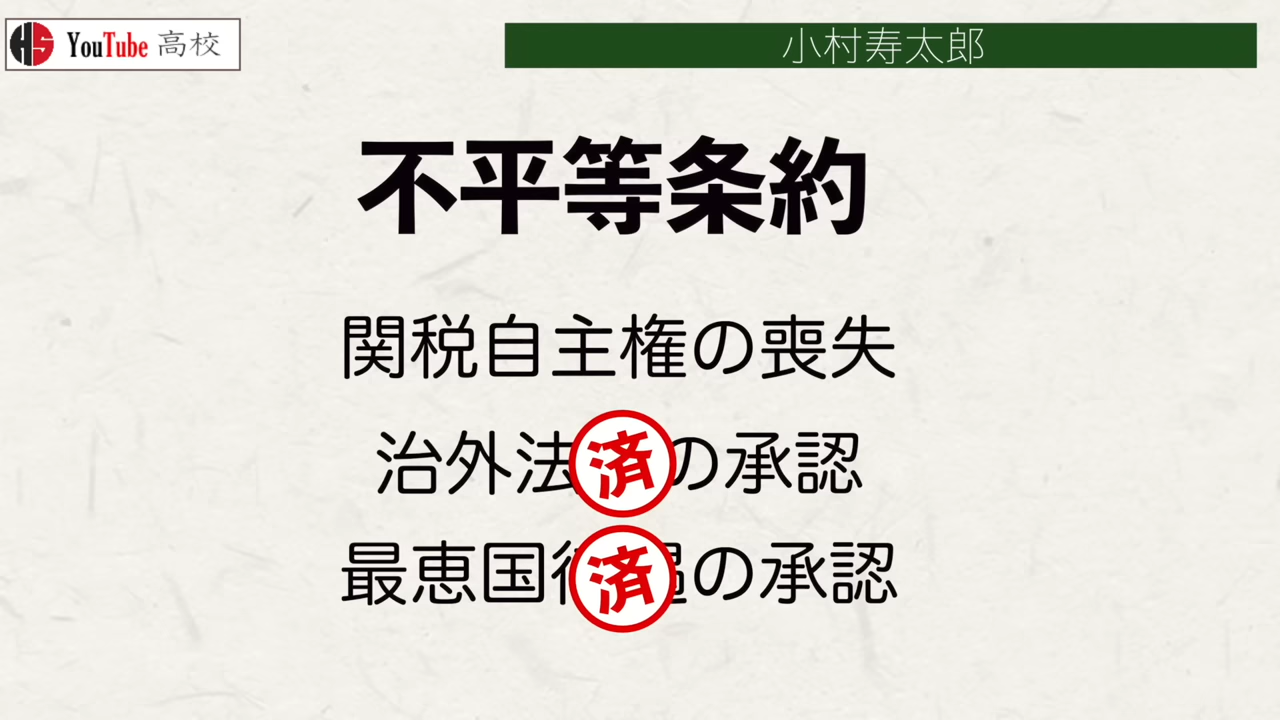 HS YouTube 高校
小村寿太郎
不平等条約
関税自主権の喪失
治外法 済 の承認
最恵国 済 の承認